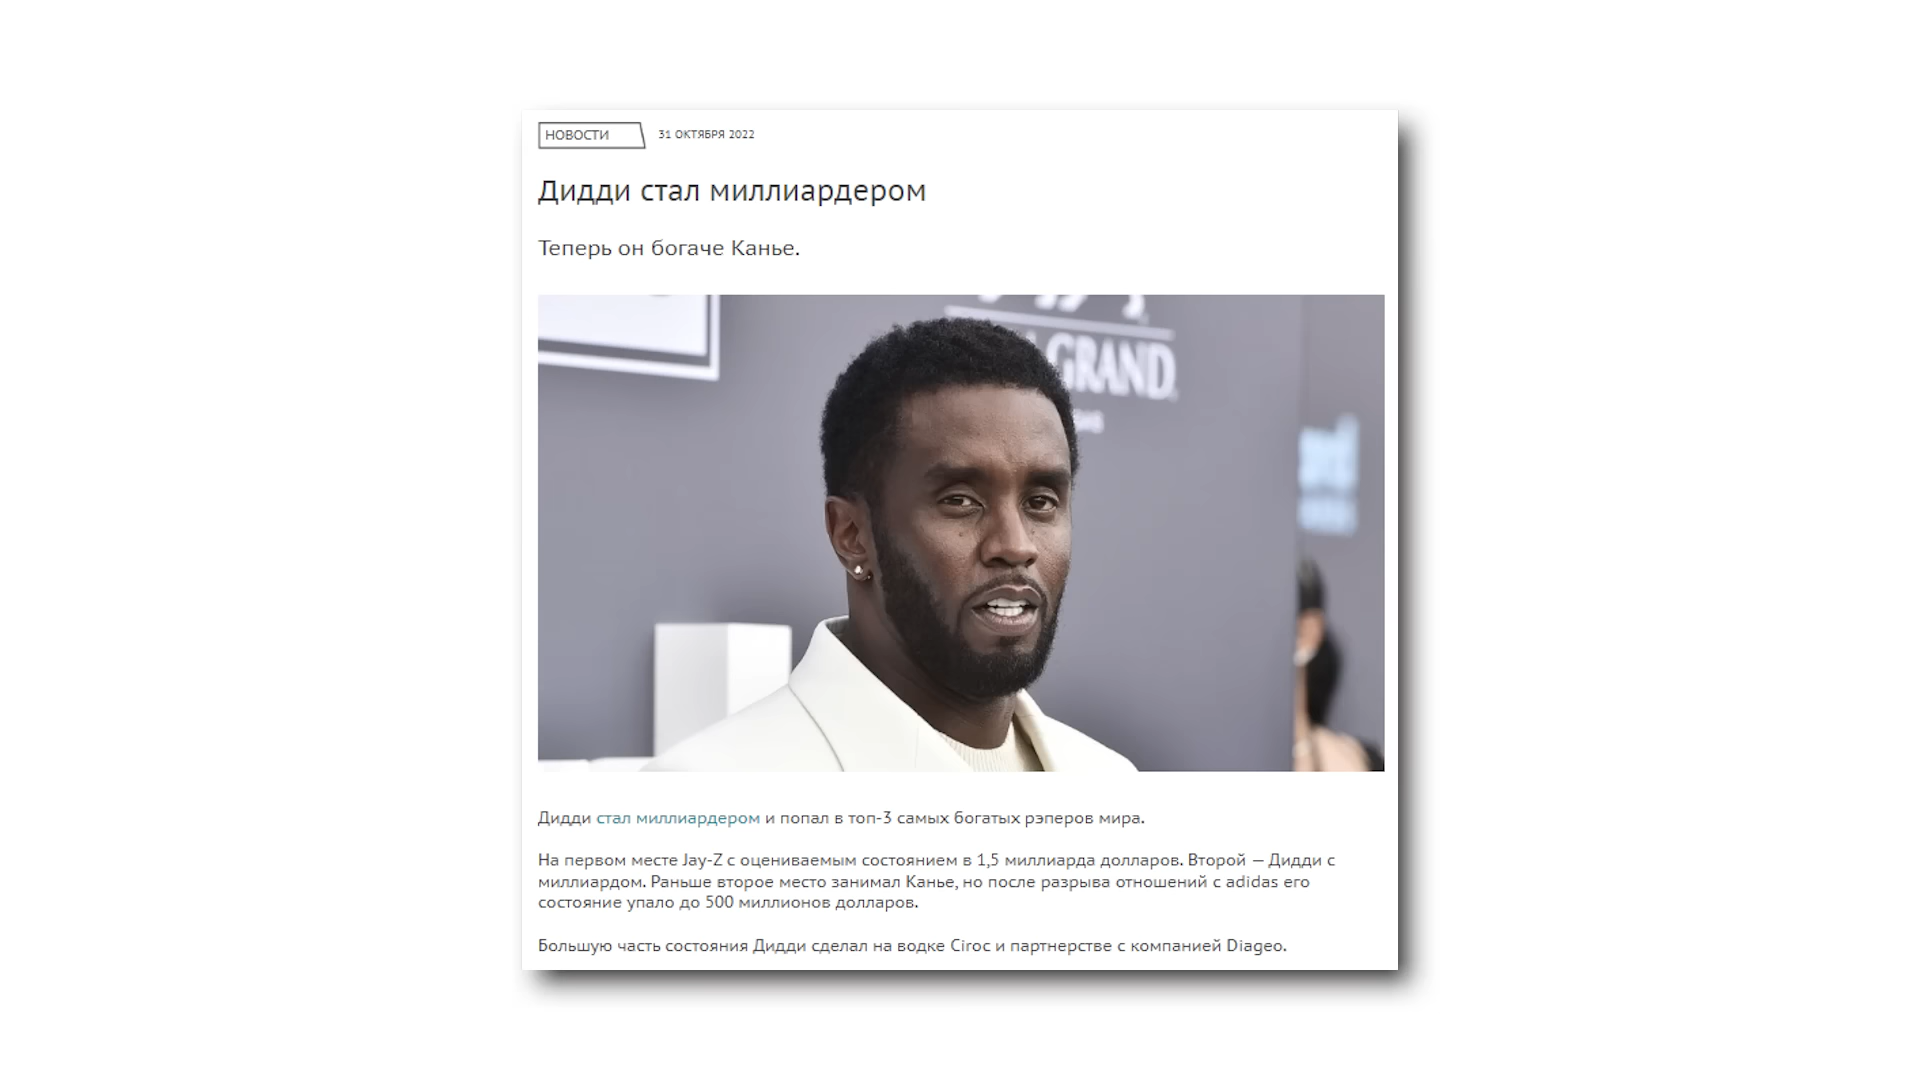 НОВОСТИ
31 ОКТЯБРЯ 2022
Дидди стал миллиардером
Теперь он богаче Канье.
GRAND
Дидди стал миллиардером и попал в топ-3 самых богатых рэперов мира.
На первом месте Jay-Z с оцениваемым состоянием в 1,5 миллиарда долларов. Второй — Дидди с
миллиардом. Раньше второе место занимал Канье, но после разрыва отношений с adidas его
состояние упало до 500 миллионов долларов.
Большую часть состояния Дидди сделал на водке Ciroc и партнерстве с компанией Diageo.